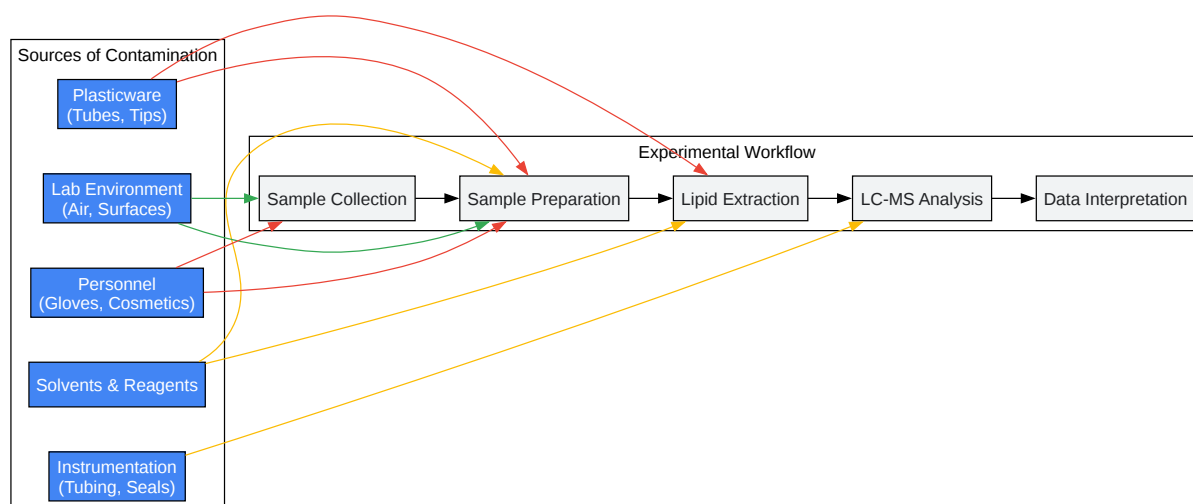 Sources of Contamination
Plasticware
(Tubes, Tips)
Lab Environment
(Air, Surfaces)
Personnel
(Gloves, Cosmetics)
Solvents & Reagents
Instrumentation
(Tubing, Seals)
Experimental Workflow
Sample Collection
Sample Preparation
Lipid Extraction
LC-MS Analysis
Data Interpretation